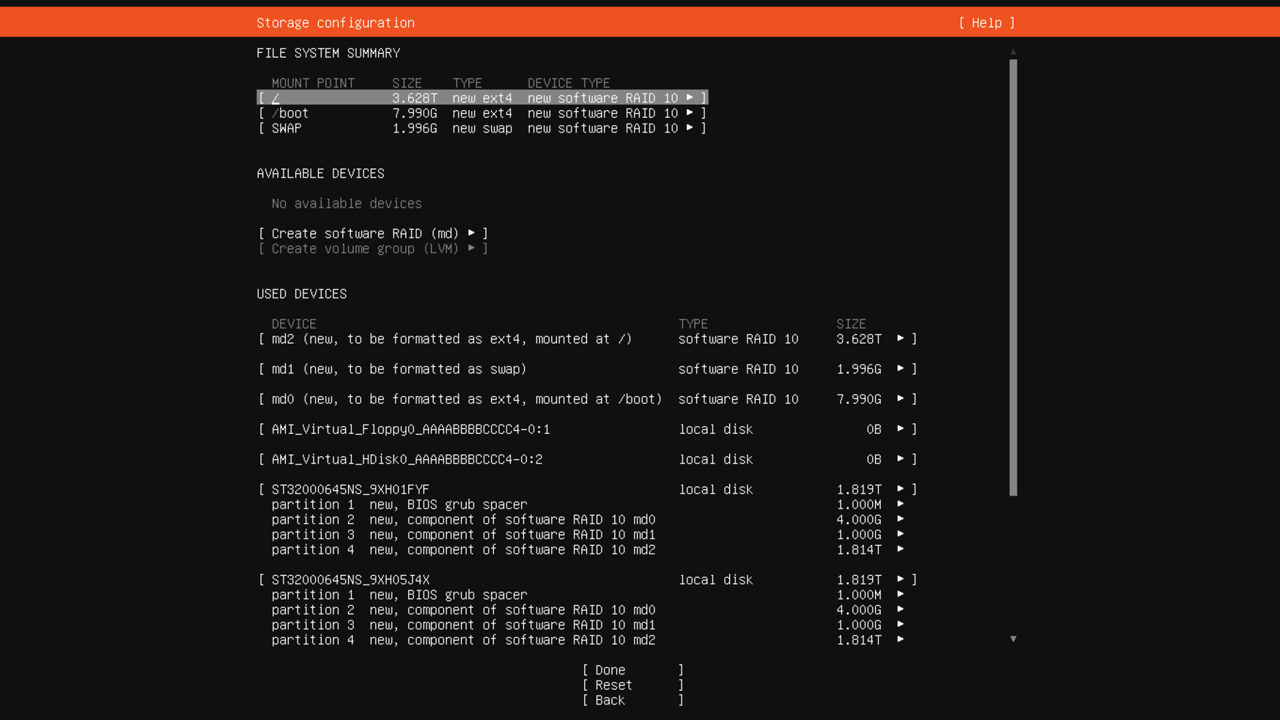 Storage configuration [ Help ]
FILE SYSTEM SUMMARY
MOUNT POINT SIZE TYPE DEVICE TYPE
[ / 3.628T new ext4 new software RAID 10 ▸ ]
[ /boot 7.990G new ext4 new software RAID 10 ▸ ]
[ SWAP 1.996G new swap new software RAID 10 ▸ ]
AVAILABLE DEVICES
No available devices
[ Create software RAID (md) ▸ ]
[ Create volume group (LVM) ▸ ]
USED DEVICES
DEVICE TYPE SIZE
[ md2 (new, to be formatted as ext4, mounted at /) software RAID 10 3.628T ▸ ]
[ md1 (new, to be formatted as swap) software RAID 10 1.996G ▸ ]
[ md0 (new, to be formatted as ext4, mounted at /boot) software RAID 10 7.990G ▸ ]
[ AMI_Virtual_Floppy0_AAAABBBBCCCC4-0:1 local disk 0B ▸ ]
[ AMI_Virtual_HDisk0_AAAABBBBCCCC4-0:2 local disk 0B ▸ ]
[ ST32000645NS_9XH01FYF local disk 1.819T ▸ ]
partition 1 new, BIOS grub spacer 1.000M ▸
partition 2 new, component of software RAID 10 md0 4.000G ▸
partition 3 new, component of software RAID 10 md1 1.000G ▸
partition 4 new, component of software RAID 10 md2 1.814T ▸
[ ST32000645NS_9XH05J4X local disk 1.819T ▸ ]
partition 1 new, BIOS grub spacer 1.000M ▸
partition 2 new, component of software RAID 10 md0 4.000G ▸
partition 3 new, component of software RAID 10 md1 1.000G ▸
partition 4 new, component of software RAID 10 md2 1.814T ▸
[ Done ]
[ Reset ]
[ Back ]